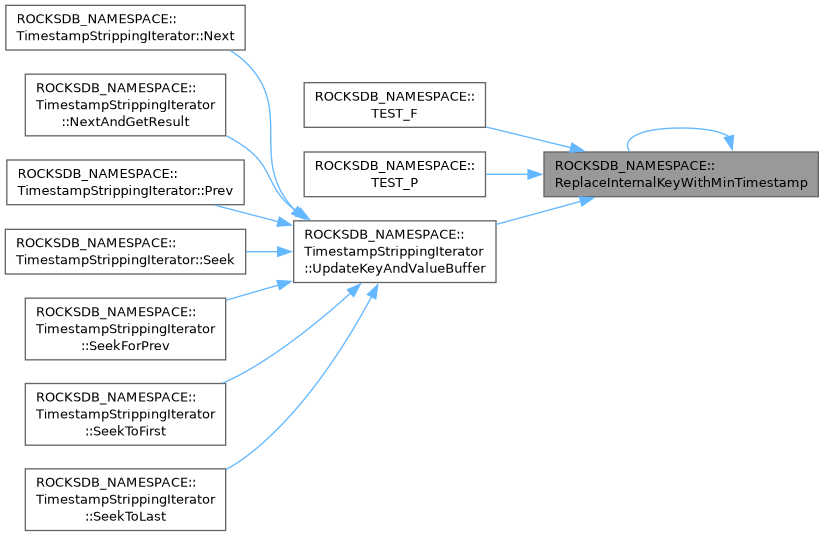 ROCKSDB_NAMESPACE::
TimestampStrippingIterator::Next
ROCKSDB_NAMESPACE::
TimestampStrippingIterator
::NextAndGetResult
ROCKSDB_NAMESPACE::
TimestampStrippingIterator::Prev
ROCKSDB_NAMESPACE::
TimestampStrippingIterator::Seek
ROCKSDB_NAMESPACE::
TimestampStrippingIterator
::SeekForPrev
ROCKSDB_NAMESPACE::
TimestampStrippingIterator
::SeekToFirst
ROCKSDB_NAMESPACE::
TimestampStrippingIterator
::SeekToLast
ROCKSDB_NAMESPACE::
TEST_F
ROCKSDB_NAMESPACE::
TEST_P
ROCKSDB_NAMESPACE::
TimestampStrippingIterator
::UpdateKeyAndValueBuffer
ROCKSDB_NAMESPACE::
ReplaceInternalKeyWithMinTimestamp